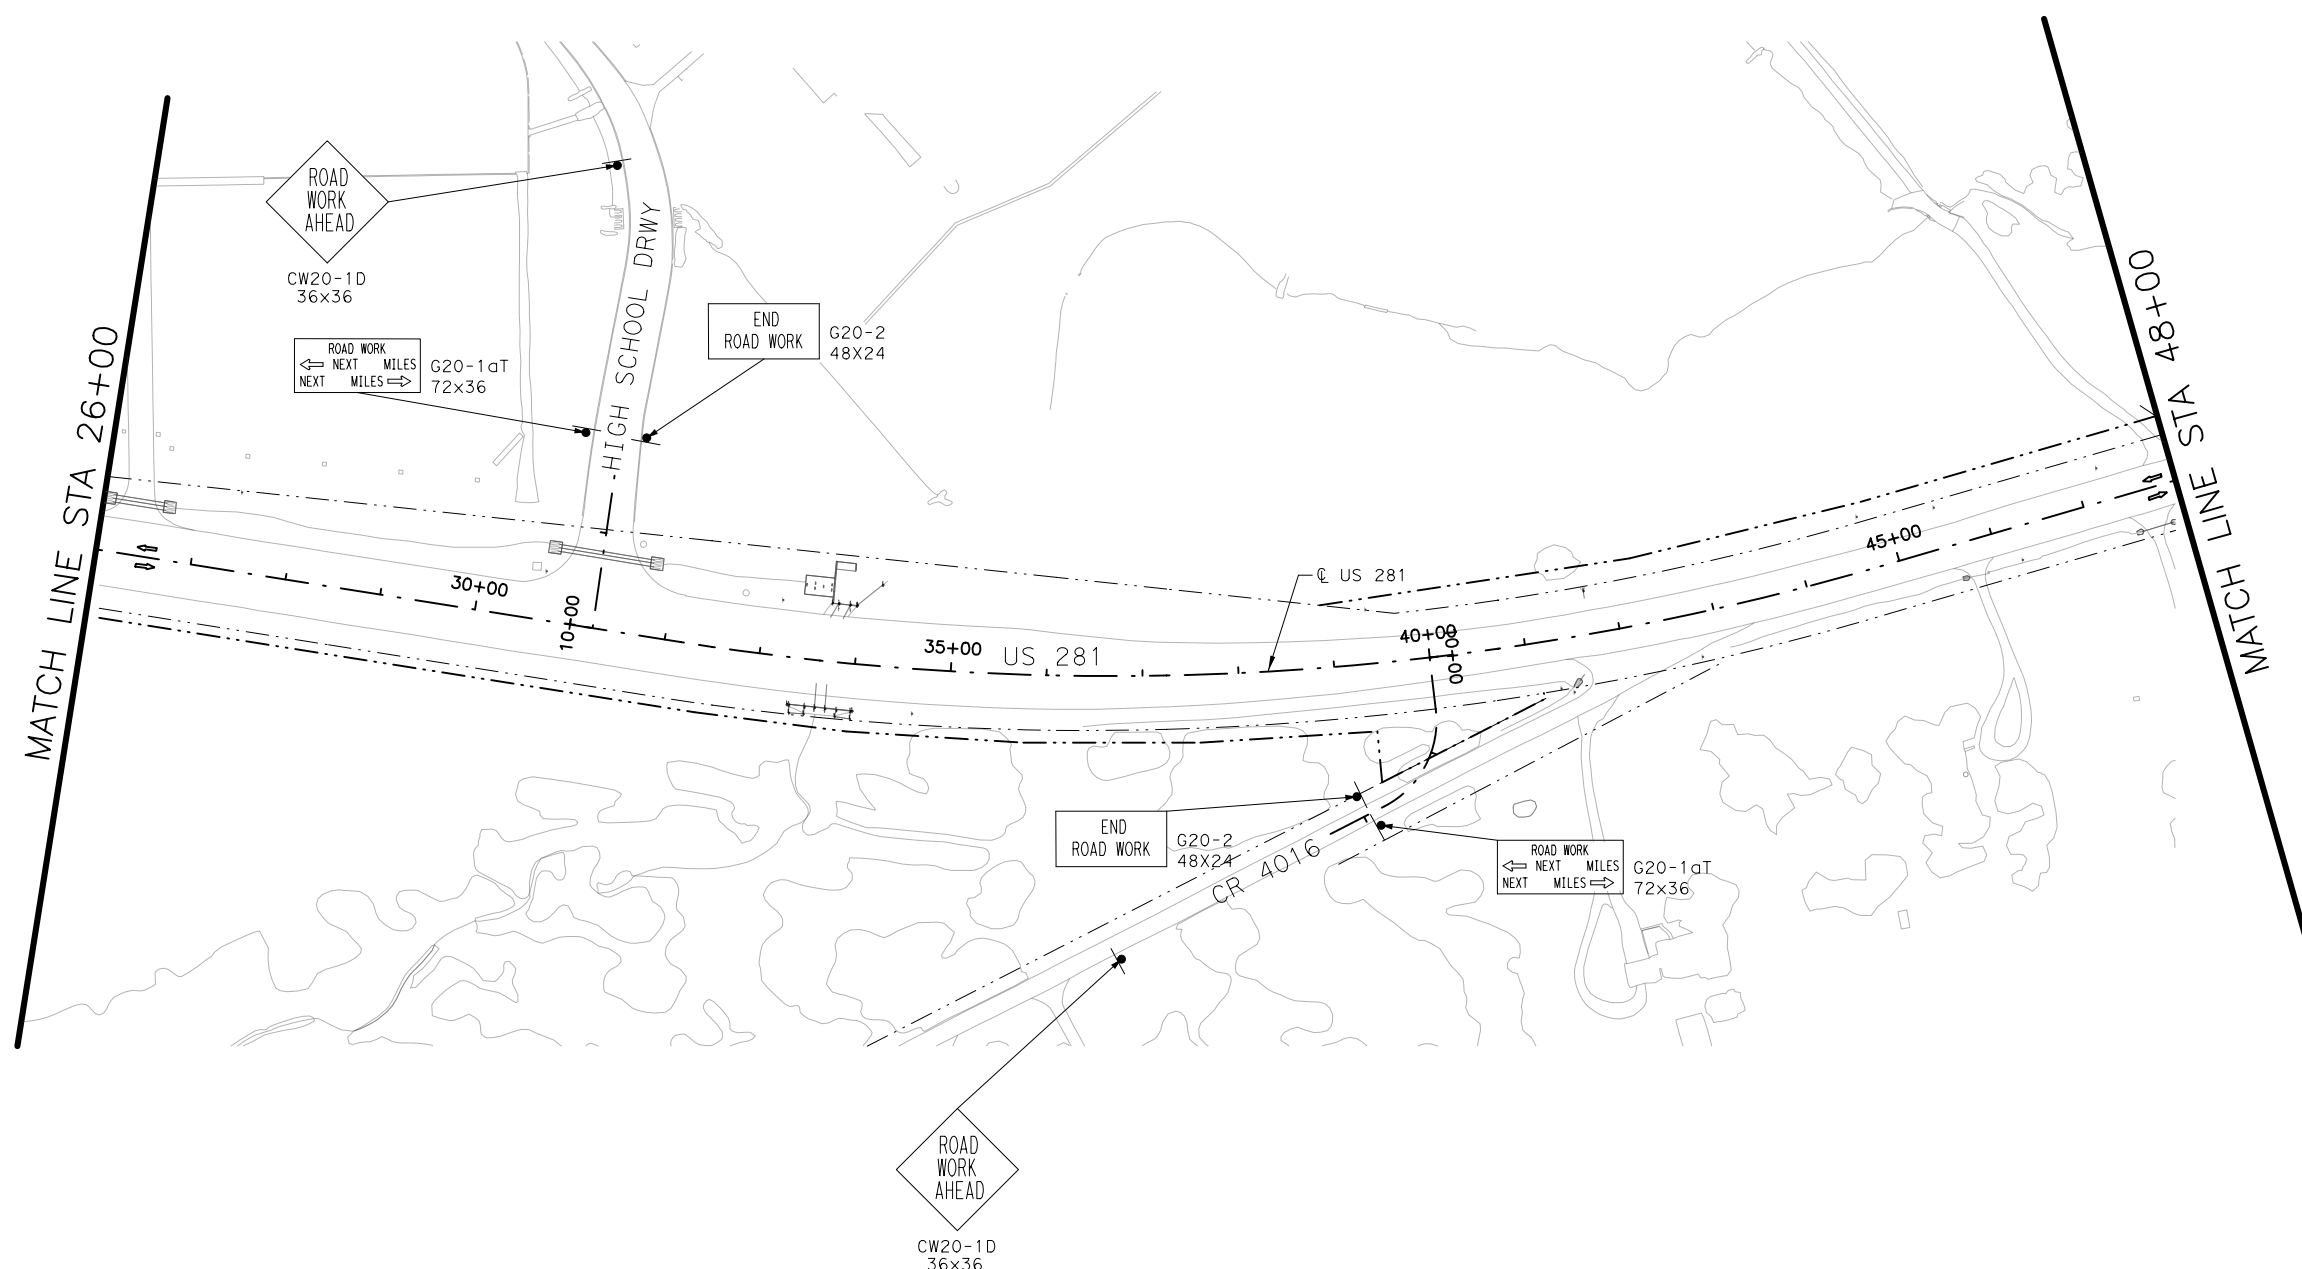 ROAD
WORK
AHEAD
CW20-1D
36x36
HIGH SCHOOL DRWY
END
ROAD WORK
G20-2
48X24
ROAD WORK
NEXT MILES
NEXT MILES
G20-1aT
72x36
MATCH LINE STA 26+00
MATCH LINE STA 48+00
30+00
10+00
35+00
US 281
℄ US 281
40+00
00+00
45+00
END
ROAD WORK
G20-2
48X24
ROAD WORK
NEXT MILES
NEXT MILES
G20-1aT
72x36
CR 4016
ROAD
WORK
AHEAD
CW20-1D
36x36